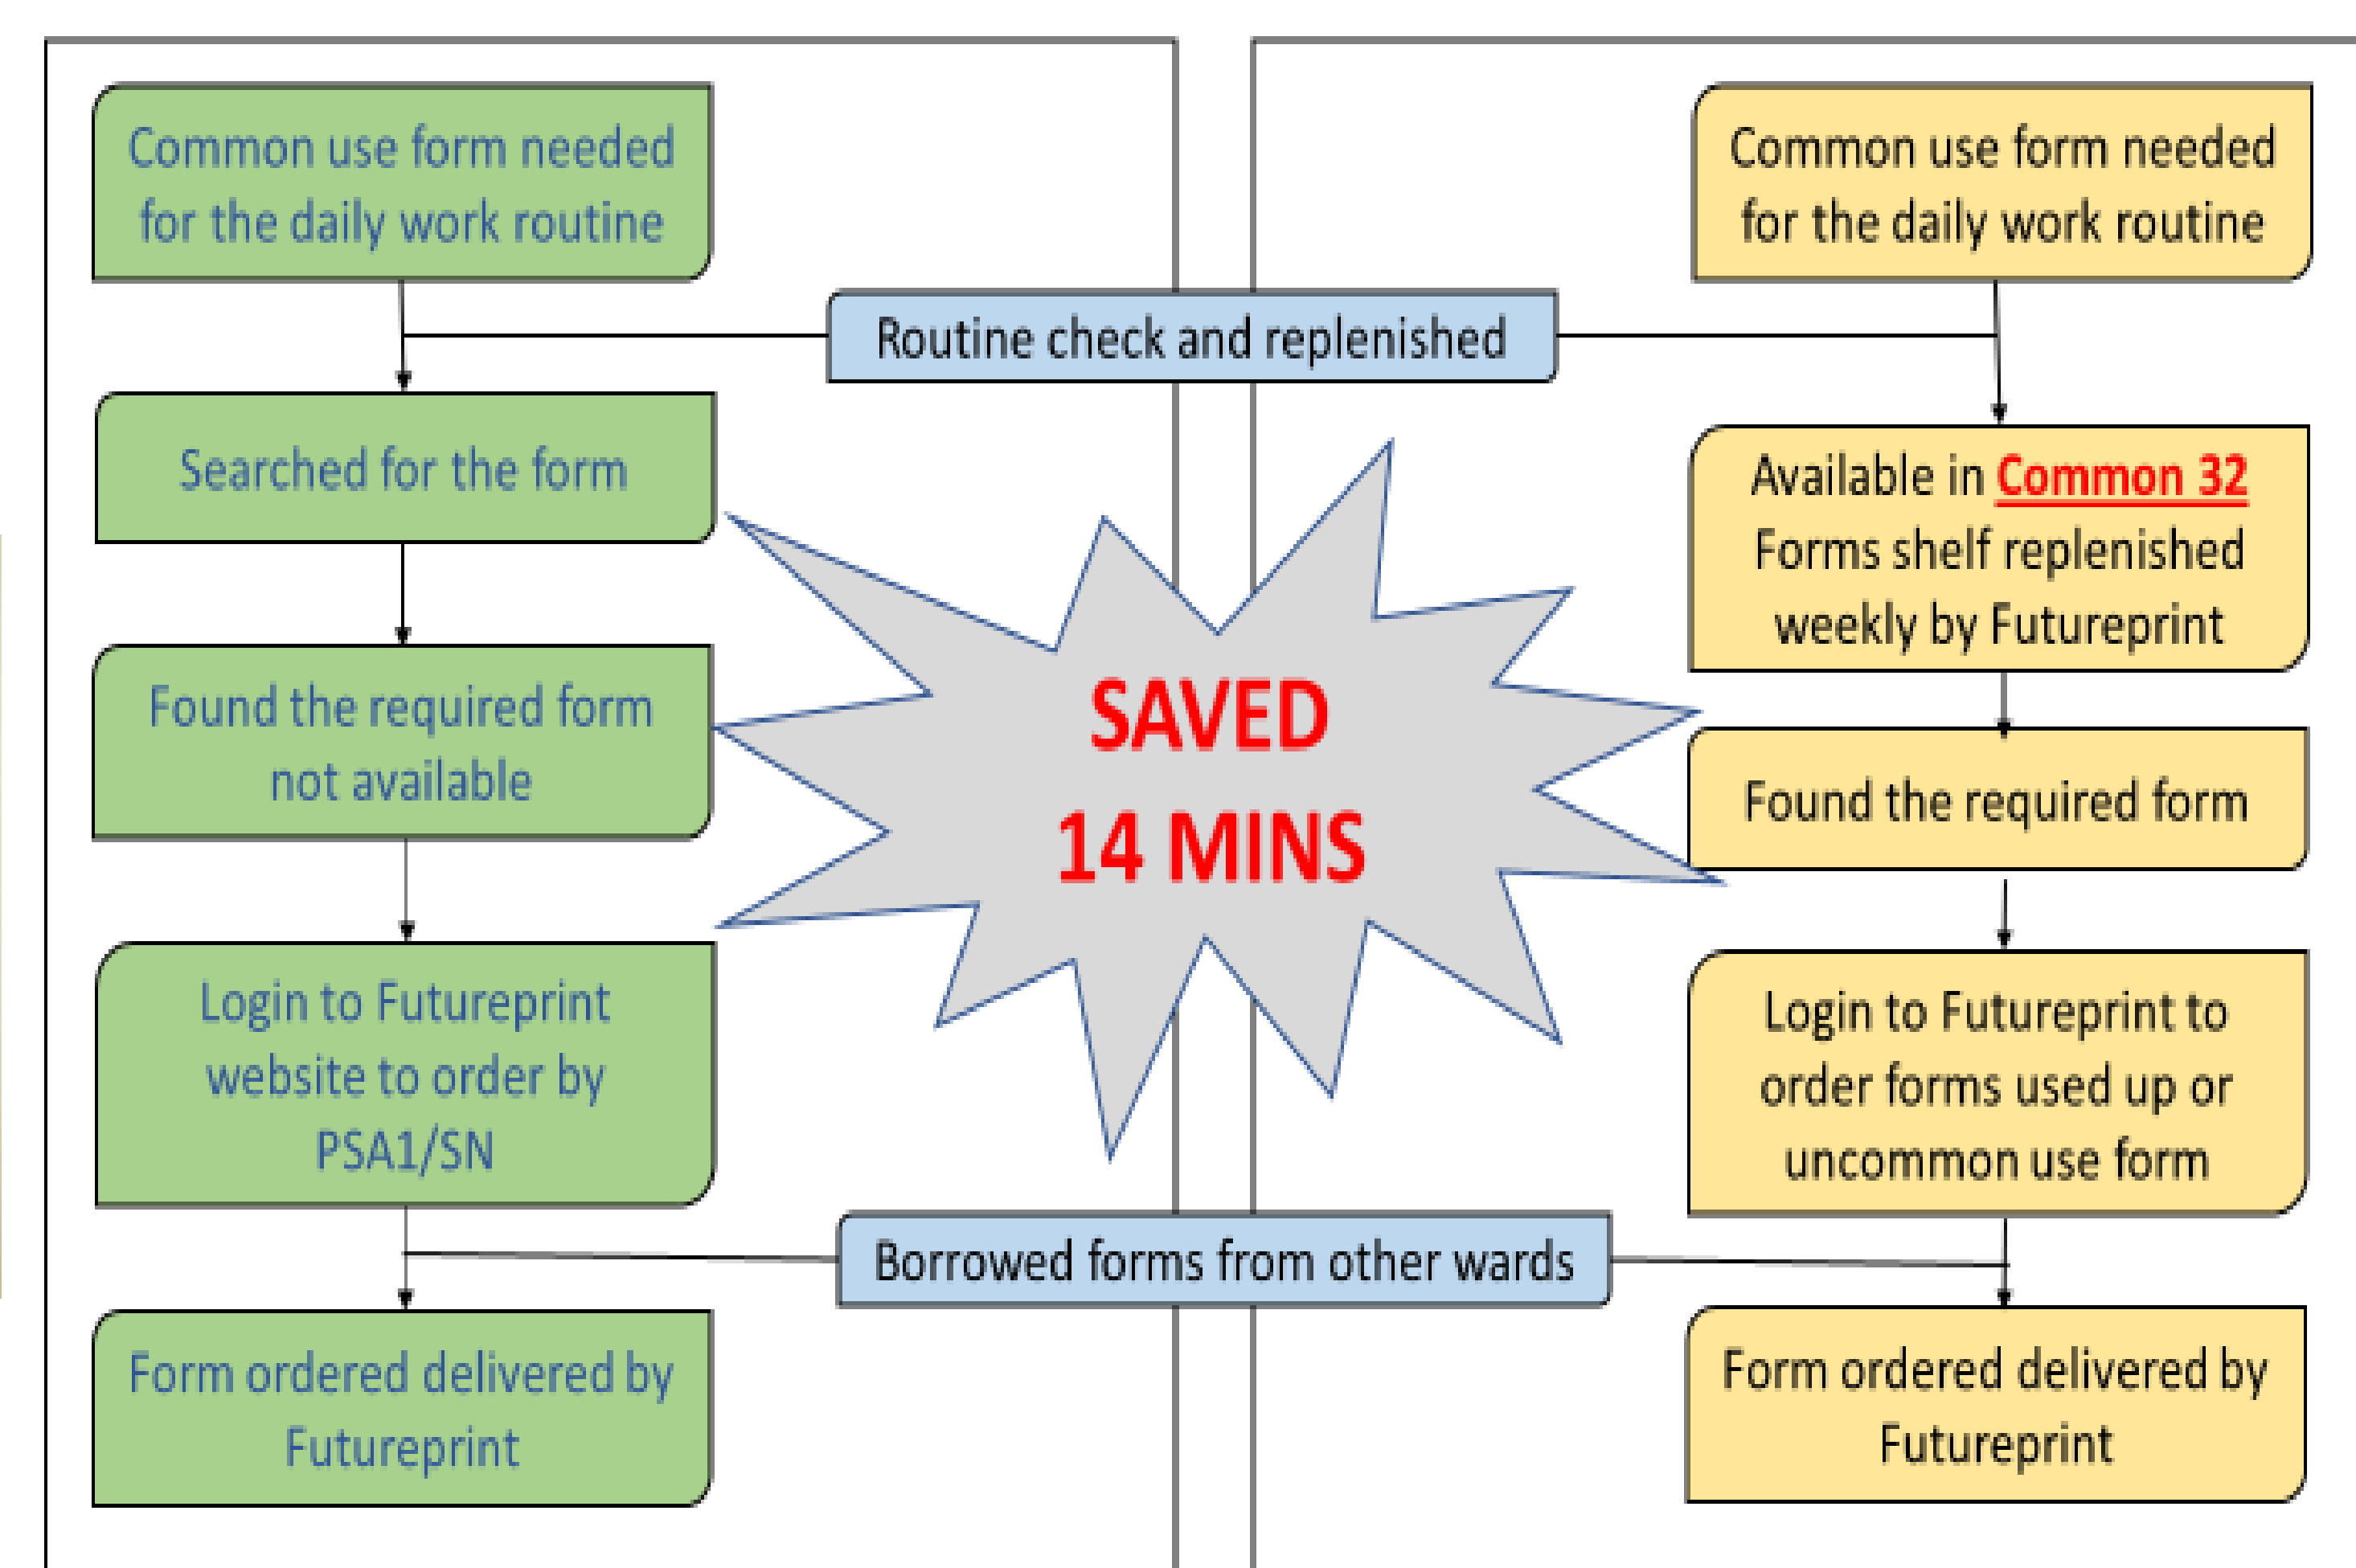 Common use form needed
for the daily work routine
Common use form needed
for the daily work routine
Routine check and replenished
Searched for the form
Available in Common 32
Forms shelf replenished
weekly by Futureprint
Found the required form
not available
SAVED
14 MINS
Found the required form
Login to Futureprint
website to order by
PSA1/SN
Login to Futureprint to
order forms used up or
uncommon use form
Borrowed forms from other wards
Form ordered delivered by
Futureprint
Form ordered delivered by
Futureprint